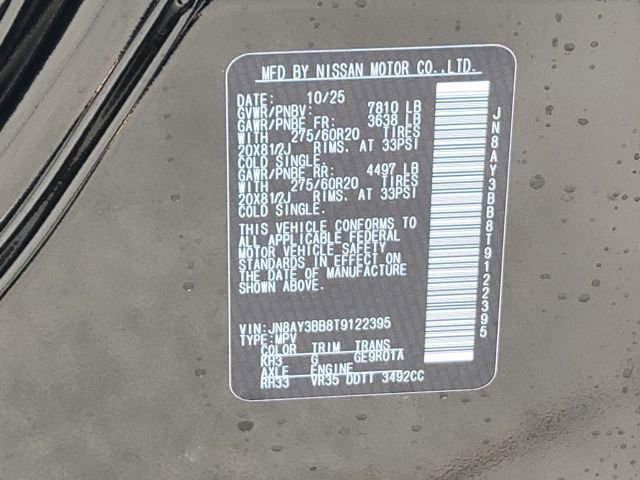 MFD BY NISSAN MOTOR CO.,LTD.
DATE: 10/25
GVWR/PNBV: 7810 LB
GAWR/PNBE FR: 3638 LB
WITH 275/60R20 TIRES
20X81/2J RIMS. AT 33PSI
COLD SINGLE.
GAWR/PNBE RR: 4497 LB
WITH 275/60R20 TIRES
20X81/2J RIMS. AT 33PSI
COLD SINGLE.
THIS VEHICLE CONFORMS TO
ALL APPLICABLE FEDERAL
MOTOR VEHICLE SAFETY
STANDARDS IN EFFECT ON
THE DATE OF MANUFACTURE
SHOWN ABOVE.
VIN: JN8AY3BB8T9122395
TYPE: MPV
COLOR TRIM TRANS
KH3 G GE9R01A
AXLE ENGINE
RH33 VR35 DDTT 3492CC
JN8AY3BB8T9122395